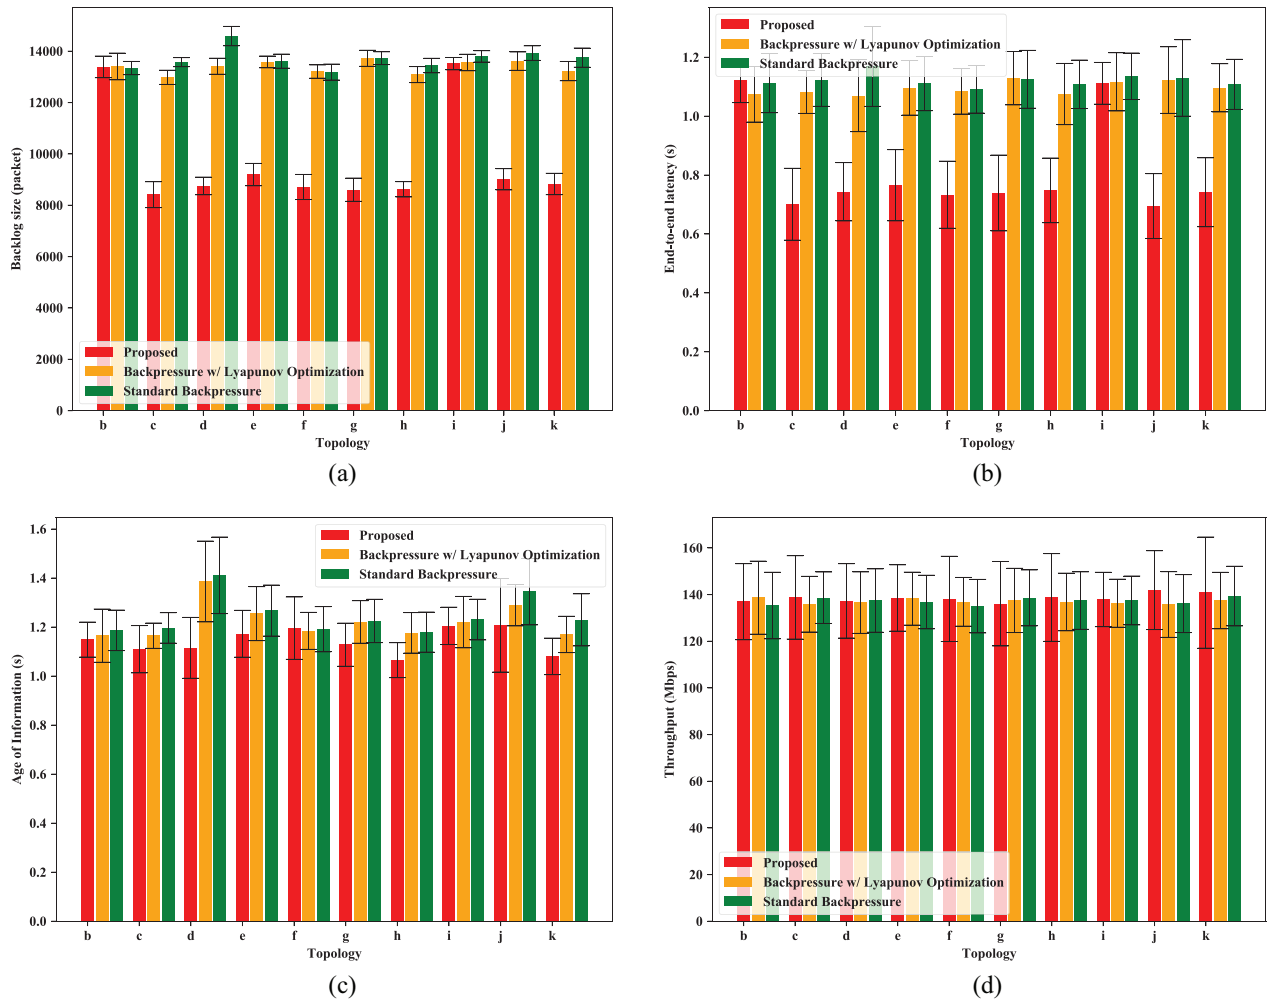 14000
12000
10000
8000
6000
4000
2000
0
Backlog size (packet)
Proposed
Backpressure w/ Lyapunov Optimization
Standard Backpressure
b c d e f g h i j k
Topology
(a)
1.2
1.0
0.8
0.6
0.4
0.2
0.0
End-to-end latency (s)
Proposed
Backpressure w/ Lyapunov Optimization
Standard Backpressure
b c d e f g h i j k
Topology
(b)
1.6
1.4
1.2
1.0
0.8
0.6
0.4
0.2
0.0
Age of Information (s)
Proposed
Backpressure w/ Lyapunov Optimization
Standard Backpressure
b c d e f g h i j k
Topology
(c)
160
140
120
100
80
60
40
20
0
Throughput (Mbps)
Proposed
Backpressure w/ Lyapunov Optimization
Standard Backpressure
b c d e f g h i j k
Topology
(d)